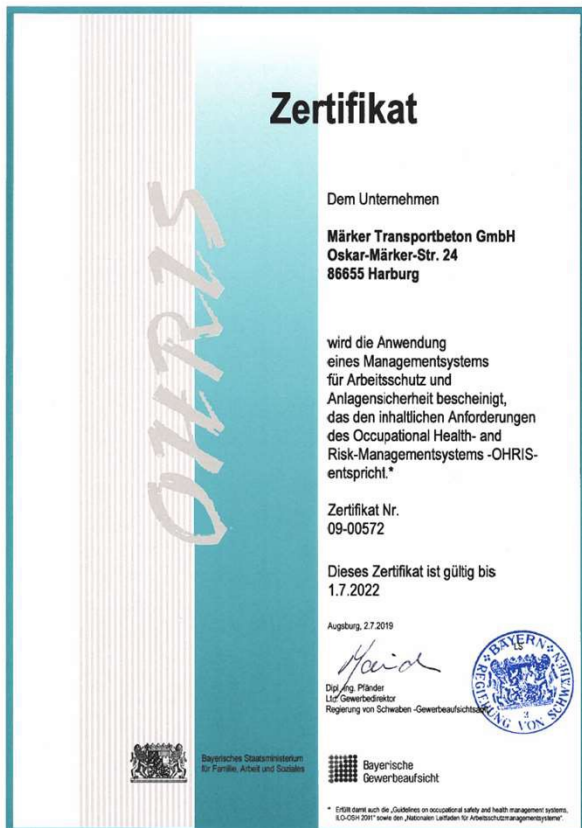 Zertifikat
OHRIS
Dem Unternehmen
Märker Transportbeton GmbH
Oskar-Märker-Str. 24
86655 Harburg
wird die Anwendung
eines Managementsystems
für Arbeitsschutz und
Anlagensicherheit bescheinigt,
das den inhaltlichen Anforderungen
des Occupational Health- and
Risk-Managementsystems -OHRIS-
entspricht.*
Zertifikat Nr.
09-00572
Dieses Zertifikat ist gültig bis
1.7.2022
Augsburg, 2.7.2019
Dipl. Ing. Pfänder
Ltd. Gewerbedirektor
Regierung von Schwaben -Gewerbeaufsichtsamt
BAYERN
REGIERUNG VON SCHWABEN
LS
3
Bayerisches Staatsministerium
für Familie, Arbeit und Soziales
Bayerische
Gewerbeaufsicht
* Erfüllt damit auch die „Guidelines on occupational safety and health management systems,
ILO-OSH 2001" sowie den „Nationalen Leitfaden für Arbeitsschutzmanagementsysteme".